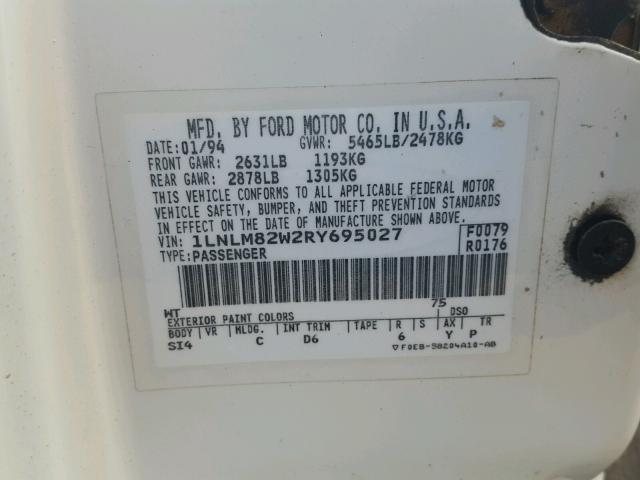 MFD. BY FORD MOTOR CO. IN U.S.A.
DATE: 01/94 GVWR: 5465LB/2478KG
FRONT GAWR: 2631LB 1193KG
REAR GAWR: 2878LB 1305KG
THIS VEHICLE CONFORMS TO ALL APPLICABLE FEDERAL MOTOR
VEHICLE SAFETY, BUMPER, AND THEFT PREVENTION STANDARDS
IN EFFECT ON THE DATE OF MANUFACTURE SHOWN ABOVE.
VIN: 1LNLM82W2RY695027 F0079
TYPE: PASSENGER R0176
WT 75
EXTERIOR PAINT COLORS DSO
BODY VR MLDG. INT TRIM TAPE R S AX TR
SI4 C D6 6 Y P
▽F0EB-58204A10-AB